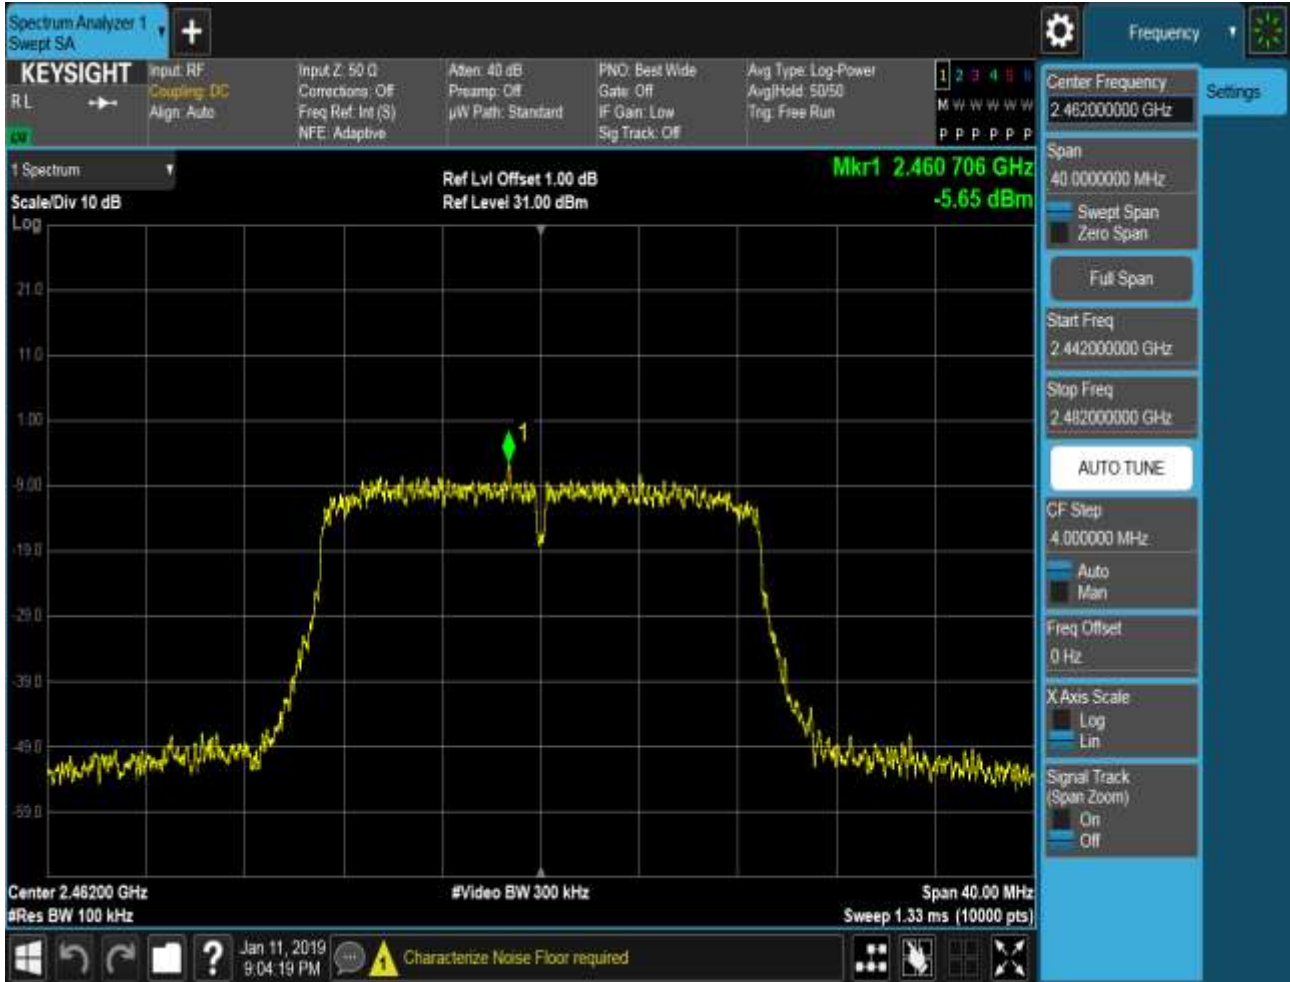 Spectrum Analyzer 1
Swept SA
Frequency
KEYSIGHT
R L
Input: RF
Coupling: DC
Align: Auto
Input Z: 50 Ω
Corrections: Off
Freq Ref: Int (S)
NFE: Adaptive
Atten: 40 dB
Preamp: Off
µW Path: Standard
PNO: Best Wide
Gate: Off
IF Gain: Low
Sig Track: Off
Avg Type: Log-Power
Avg|Hold: 50/50
Trig: Free Run
1 2 3 4 5 6
M W W W W W
P P P P P P
1 Spectrum
Scale/Div 10 dB
Log
Ref Lvl Offset 1.00 dB
Ref Level 31.00 dBm
Mkr1 2.460 706 GHz
-5.65 dBm
21.0
11.0
1.00
-9.00
-19.0
-29.0
-39.0
-49.0
-59.0
1
Center 2.46200 GHz
#Res BW 100 kHz
#Video BW 300 kHz
Span 40.00 MHz
Sweep 1.33 ms (10000 pts)
Center Frequency
2.462000000 GHz
Settings
Span
40.0000000 MHz
Swept Span
Zero Span
Full Span
Start Freq
2.442000000 GHz
Stop Freq
2.482000000 GHz
AUTO TUNE
CF Step
4.000000 MHz
Auto
Man
Freq Offset
0 Hz
X Axis Scale
Log
Lin
Signal Track
(Span Zoom)
On
Off
?
Jan 11, 2019
9:04:19 PM
1
Characterize Noise Floor required